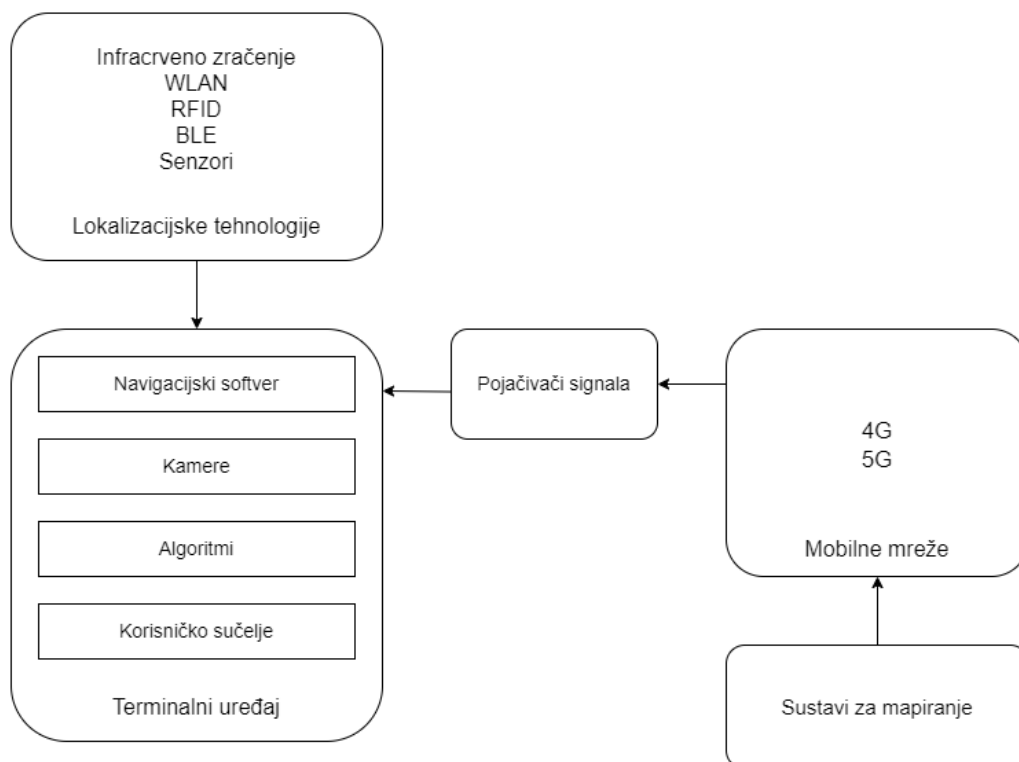 Infracrveno zračenje
WLAN
RFID
BLE
Senzori
Lokalizacijske tehnologije
Navigacijski softver
Kamere
Algoritmi
Korisničko sučelje
Terminalni uređaj
Pojačivači signala
4G
5G
Mobilne mreže
Sustavi za mapiranje